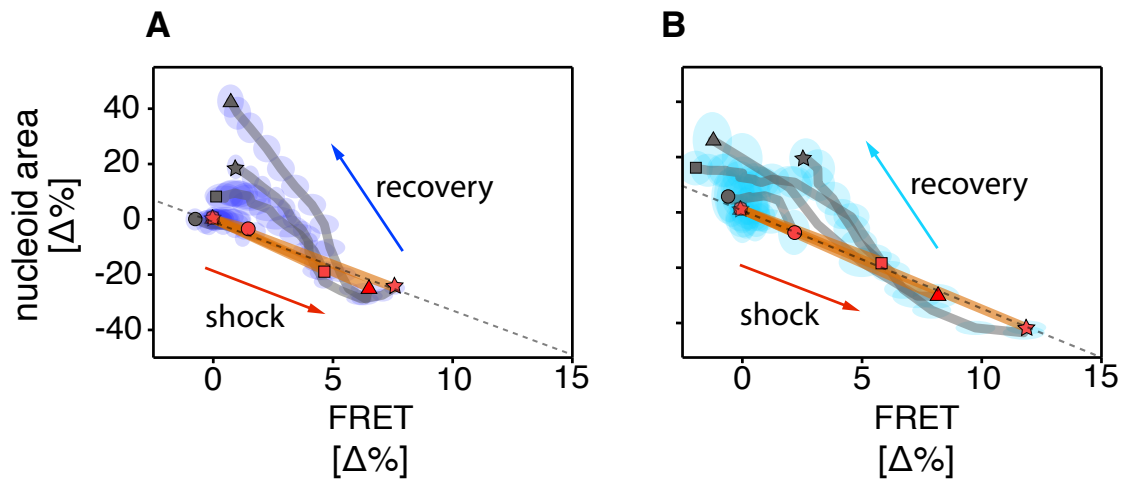 A
B
nucleoid area
[Δ%]
40
20
0
-20
-40
recovery
shock
recovery
shock
0
5
10
15
0
5
10
15
FRET
[Δ%]
FRET
[Δ%]